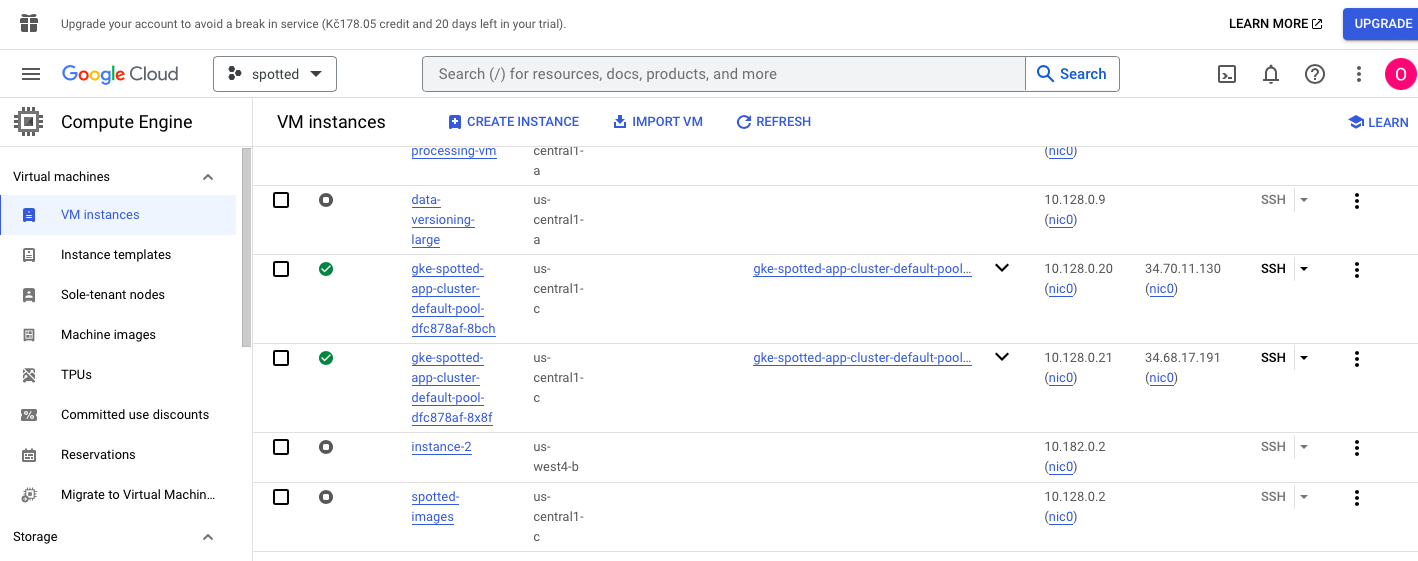 Upgrade your account to avoid a break in service (Kč178.05 credit and 20 days left in your trial).
LEARN MORE
UPGRADE
Google Cloud
spotted
Search (/) for resources, docs, products, and more
Search
O
Compute Engine
VM instances
CREATE INSTANCE
IMPORT VM
REFRESH
LEARN
Virtual machines
VM instances
Instance templates
Sole-tenant nodes
Machine images
TPUs
Committed use discounts
Reservations
Migrate to Virtual Machin...
Storage
processing-vm
central1-
a
(nic0)
data-
versioning-
large
us-
central1-
a
10.128.0.9
(nic0)
SSH
gke-spotted-
app-cluster-
default-pool-
dfc878af-8bch
us-
central1-
c
gke-spotted-app-cluster-default-pool...
10.128.0.20
(nic0)
34.70.11.130
(nic0)
SSH
gke-spotted-
app-cluster-
default-pool-
dfc878af-8x8f
us-
central1-
c
gke-spotted-app-cluster-default-pool...
10.128.0.21
(nic0)
34.68.17.191
(nic0)
SSH
instance-2
us-
west4-b
10.182.0.2
(nic0)
SSH
spotted-
images
us-
central1-
c
10.128.0.2
(nic0)
SSH